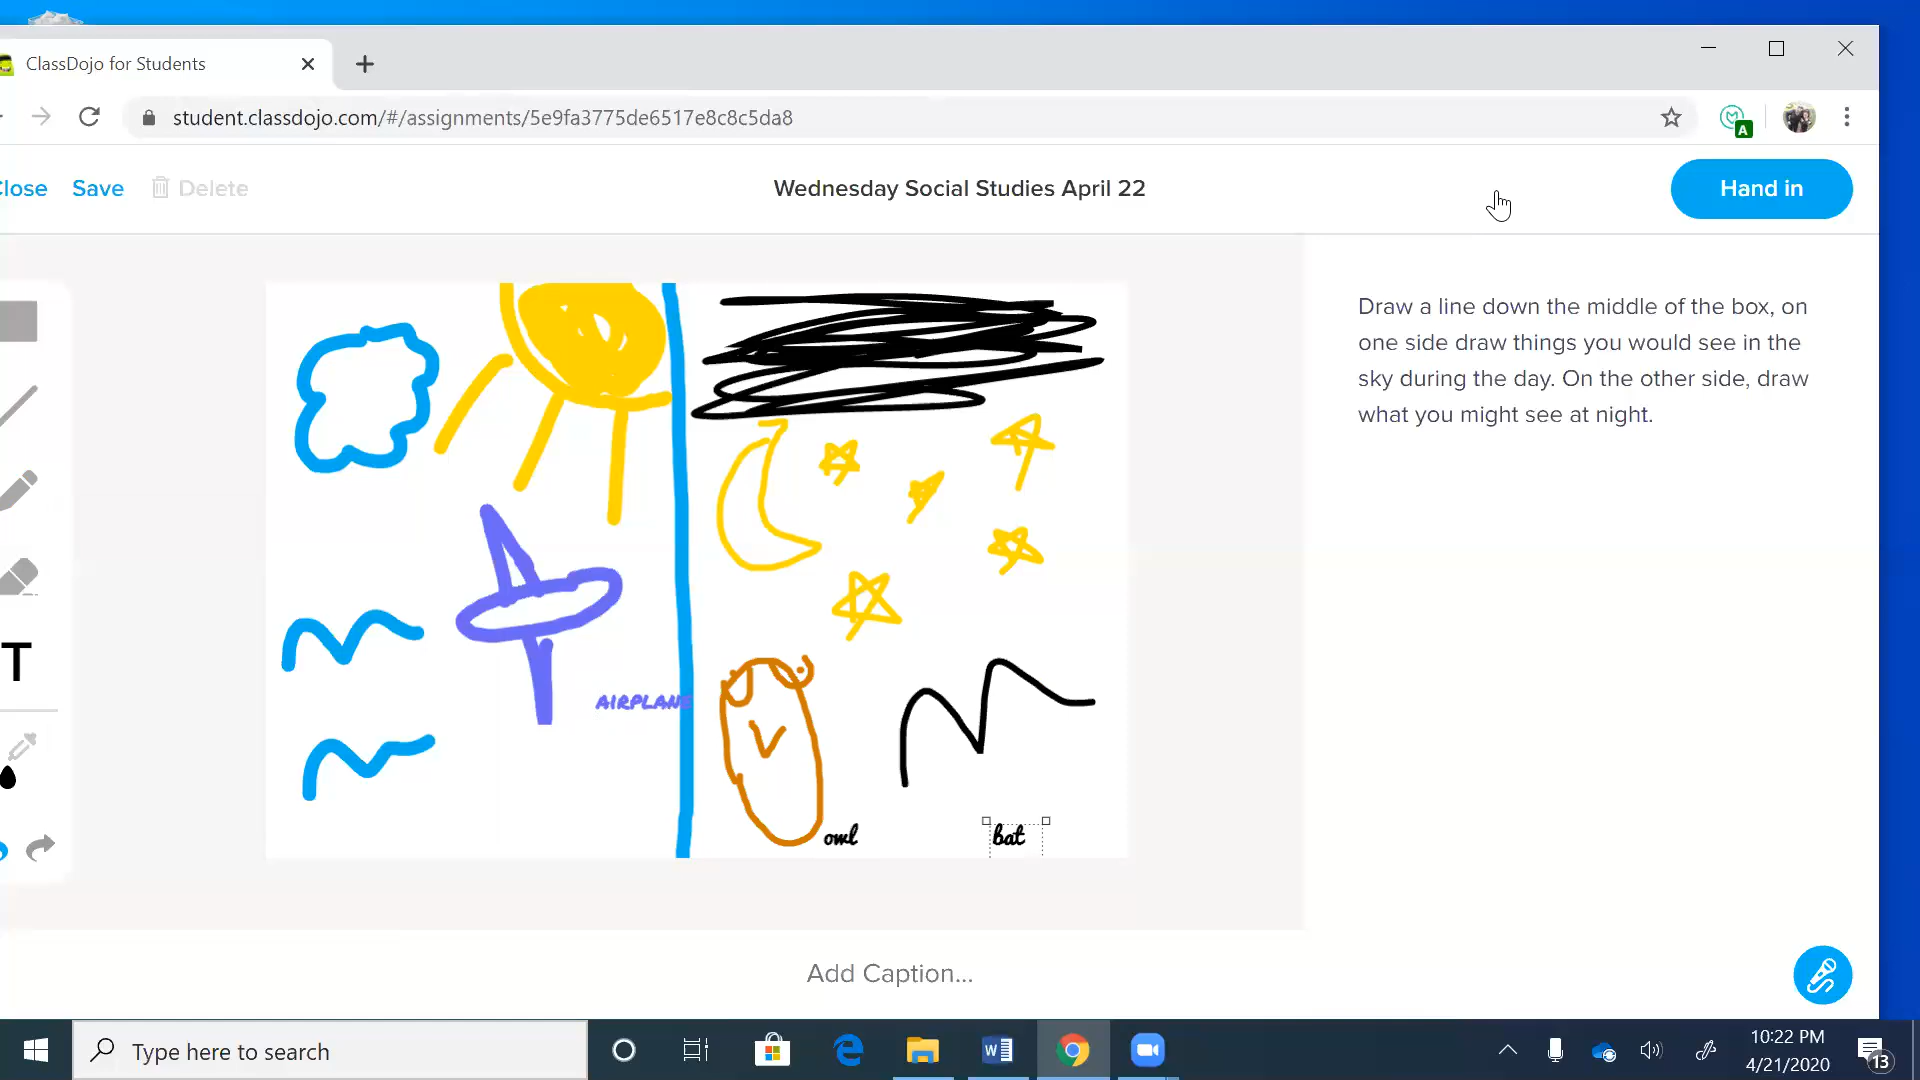 ClassDojo for Students
student.classdojo.com/#/assignments/5e9fa3775de6517e8c8c5da8
A
Close Save Delete
Wednesday Social Studies April 22
Hand in
Draw a line down the middle of the box, on
one side draw things you would see in the
sky during the day. On the other side, draw
what you might see at night.
T
AIRPLANE
owl
bat
Add Caption...
Type here to search
W
10:22 PM
4/21/2020
13